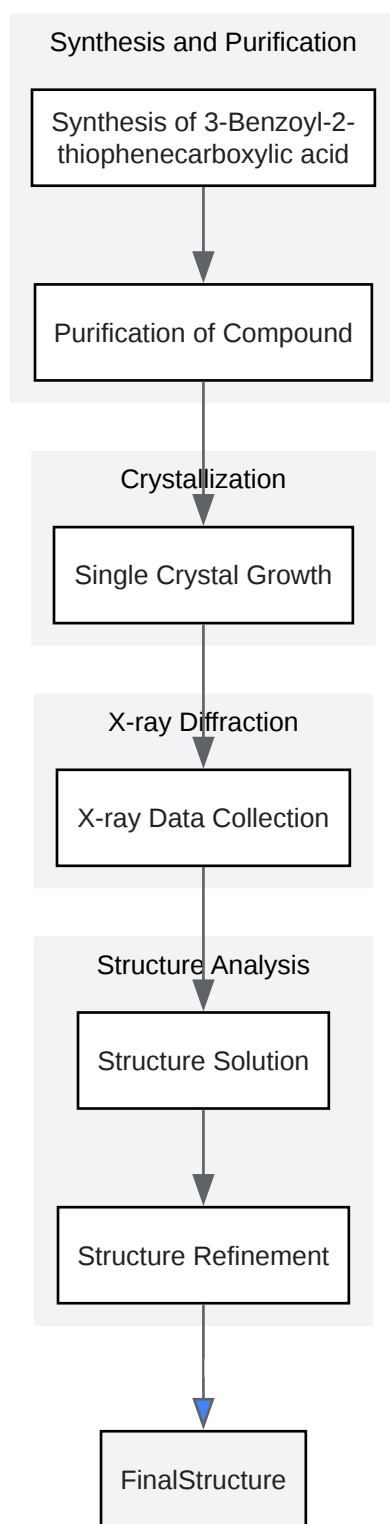 Synthesis and Purification
Synthesis of 3-Benzoyl-2-
thiophenecarboxylic acid
Purification of Compound
Crystallization
Single Crystal Growth
X-ray Diffraction
X-ray Data Collection
Structure Analysis
Structure Solution
Structure Refinement
FinalStructure